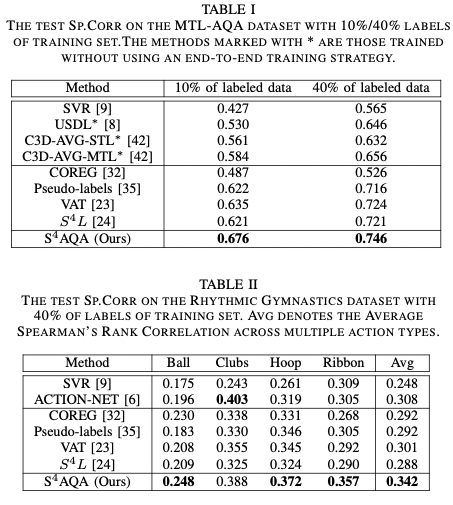 TABLE I
THE TEST SP.CORR ON THE MTL-AQA DATASET WITH 10%/40% LABELS
OF TRAINING SET.THE METHODS MARKED WITH * ARE THOSE TRAINED
WITHOUT USING AN END-TO-END TRAINING STRATEGY.
Method 10% of labeled data 40% of labeled data
SVR [9] 0.427 0.565
USDL* [8] 0.530 0.646
C3D-AVG-STL* [42] 0.561 0.632
C3D-AVG-MTL* [42] 0.584 0.656
COREG [32] 0.487 0.526
Pseudo-labels [35] 0.622 0.716
VAT [23] 0.635 0.724
S⁴L [24] 0.621 0.721
S⁴AQA (Ours) 0.676 0.746
TABLE II
THE TEST SP.CORR ON THE RHYTHMIC GYMNASTICS DATASET WITH
40% OF LABELS OF TRAINING SET. AVG DENOTES THE AVERAGE
SPEARMAN'S RANK CORRELATION ACROSS MULTIPLE ACTION TYPES.
Method Ball Clubs Hoop Ribbon Avg
SVR [9] 0.175 0.243 0.261 0.309 0.248
ACTION-NET [6] 0.196 0.403 0.319 0.305 0.308
COREG [32] 0.230 0.338 0.331 0.268 0.292
Pseudo-labels [35] 0.183 0.330 0.346 0.305 0.292
VAT [23] 0.208 0.355 0.345 0.292 0.301
S⁴L [24] 0.209 0.325 0.324 0.290 0.288
S⁴AQA (Ours) 0.248 0.388 0.372 0.357 0.342